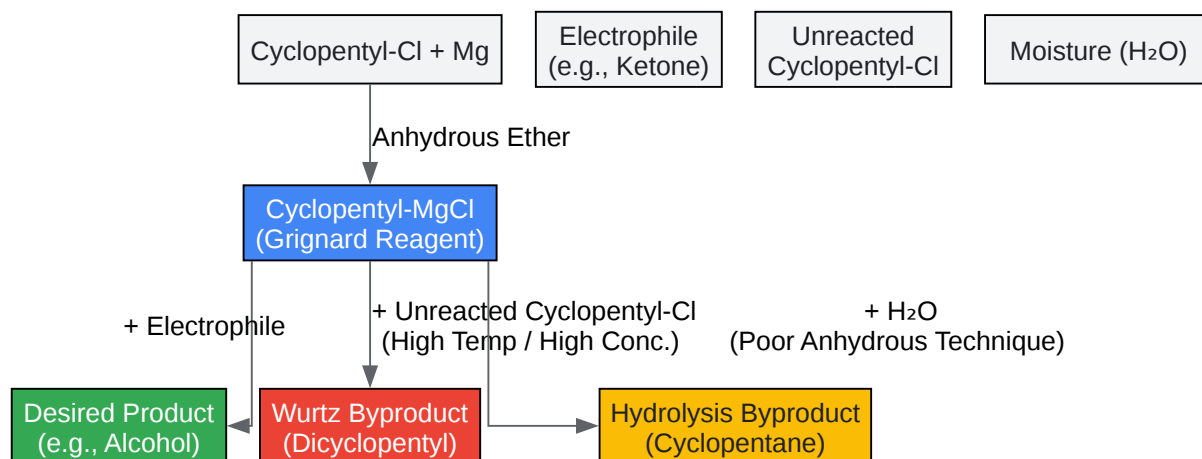 Cyclopentyl-Cl + Mg
Electrophile
(e.g., Ketone)
Unreacted
Cyclopentyl-Cl
Moisture (H₂O)
Anhydrous Ether
Cyclopentyl-MgCl
(Grignard Reagent)
+ Electrophile
+ Unreacted Cyclopentyl-Cl
(High Temp / High Conc.)
+ H₂O
(Poor Anhydrous Technique)
Desired Product
(e.g., Alcohol)
Wurtz Byproduct
(Dicyclopentyl)
Hydrolysis Byproduct
(Cyclopentane)